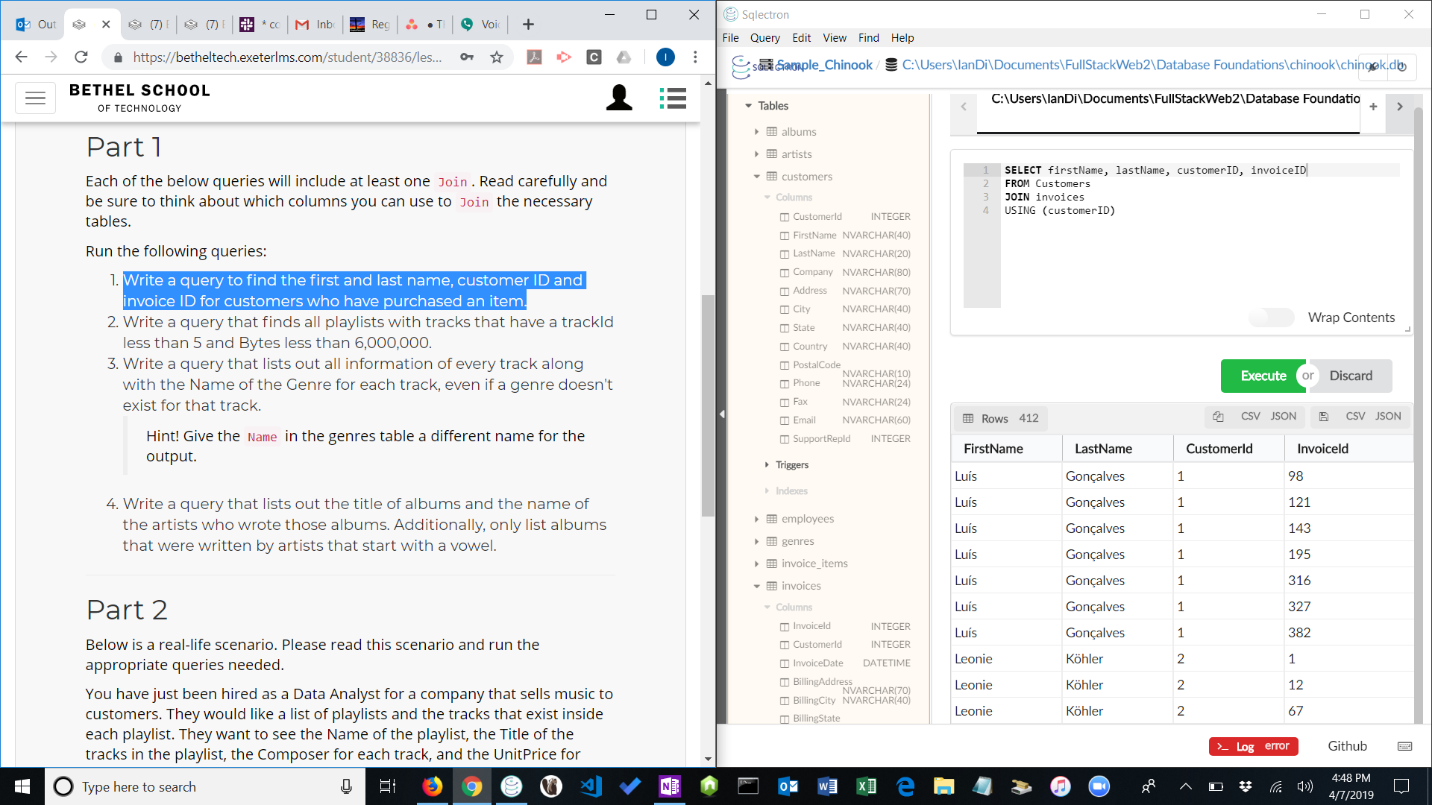 Out
(7) 
(7) 
* cc
Inb
Reg
• Tl
Voic
https://betheltech.exeterlms.com/student/38836/les...
BETHEL SCHOOL
OF TECHNOLOGY
Part 1
Each of the below queries will include at least one Join. Read carefully and
be sure to think about which columns you can use to Join the necessary
tables.
Run the following queries:
1. Write a query to find the first and last name, customer ID and
invoice ID for customers who have purchased an item.
2. Write a query that finds all playlists with tracks that have a trackId
less than 5 and Bytes less than 6,000,000.
3. Write a query that lists out all information of every track along
with the Name of the Genre for each track, even if a genre doesn't
exist for that track.
Hint! Give the Name in the genres table a different name for the
output.
4. Write a query that lists out the title of albums and the name of
the artists who wrote those albums. Additionally, only list albums
that were written by artists that start with a vowel.
Part 2
Below is a real-life scenario. Please read this scenario and run the
appropriate queries needed.
You have just been hired as a Data Analyst for a company that sells music to
customers. They would like a list of playlists and the tracks that exist inside
each playlist. They want to see the Name of the playlist, the Title of the
tracks in the playlist, the Composer for each track, and the UnitPrice for
Sqlectron
File Query Edit View Find Help
Sample_Chinook / C:\Users\IanDi\Documents\FullStackWeb2\Database Foundations\chinook\chinook.db
Tables
albums
artists
customers
Columns
CustomerId INTEGER
FirstName NVARCHAR(40)
LastName NVARCHAR(20)
Company NVARCHAR(80)
Address NVARCHAR(70)
City NVARCHAR(40)
State NVARCHAR(40)
Country NVARCHAR(40)
PostalCode NVARCHAR(10)
Phone NVARCHAR(24)
Fax NVARCHAR(24)
Email NVARCHAR(60)
SupportRepId INTEGER
Triggers
Indexes
employees
genres
invoice_items
invoices
Columns
InvoiceId INTEGER
CustomerId INTEGER
InvoiceDate DATETIME
BillingAddress NVARCHAR(70)
BillingCity NVARCHAR(40)
BillingState
C:\Users\IanDi\Documents\FullStackWeb2\Database Foundatio
1 SELECT firstName, lastName, customerID, invoiceID
2 FROM Customers
3 JOIN invoices
4 USING (customerID)
Wrap Contents
Execute or Discard
Rows 412 CSV JSON CSV JSON
FirstName LastName CustomerId InvoiceId
Luís Gonçalves 1 98
Luís Gonçalves 1 121
Luís Gonçalves 1 143
Luís Gonçalves 1 195
Luís Gonçalves 1 316
Luís Gonçalves 1 327
Luís Gonçalves 1 382
Leonie Köhler 2 1
Leonie Köhler 2 12
Leonie Köhler 2 67
Log error Github
Type here to search
4:48 PM
4/7/2019